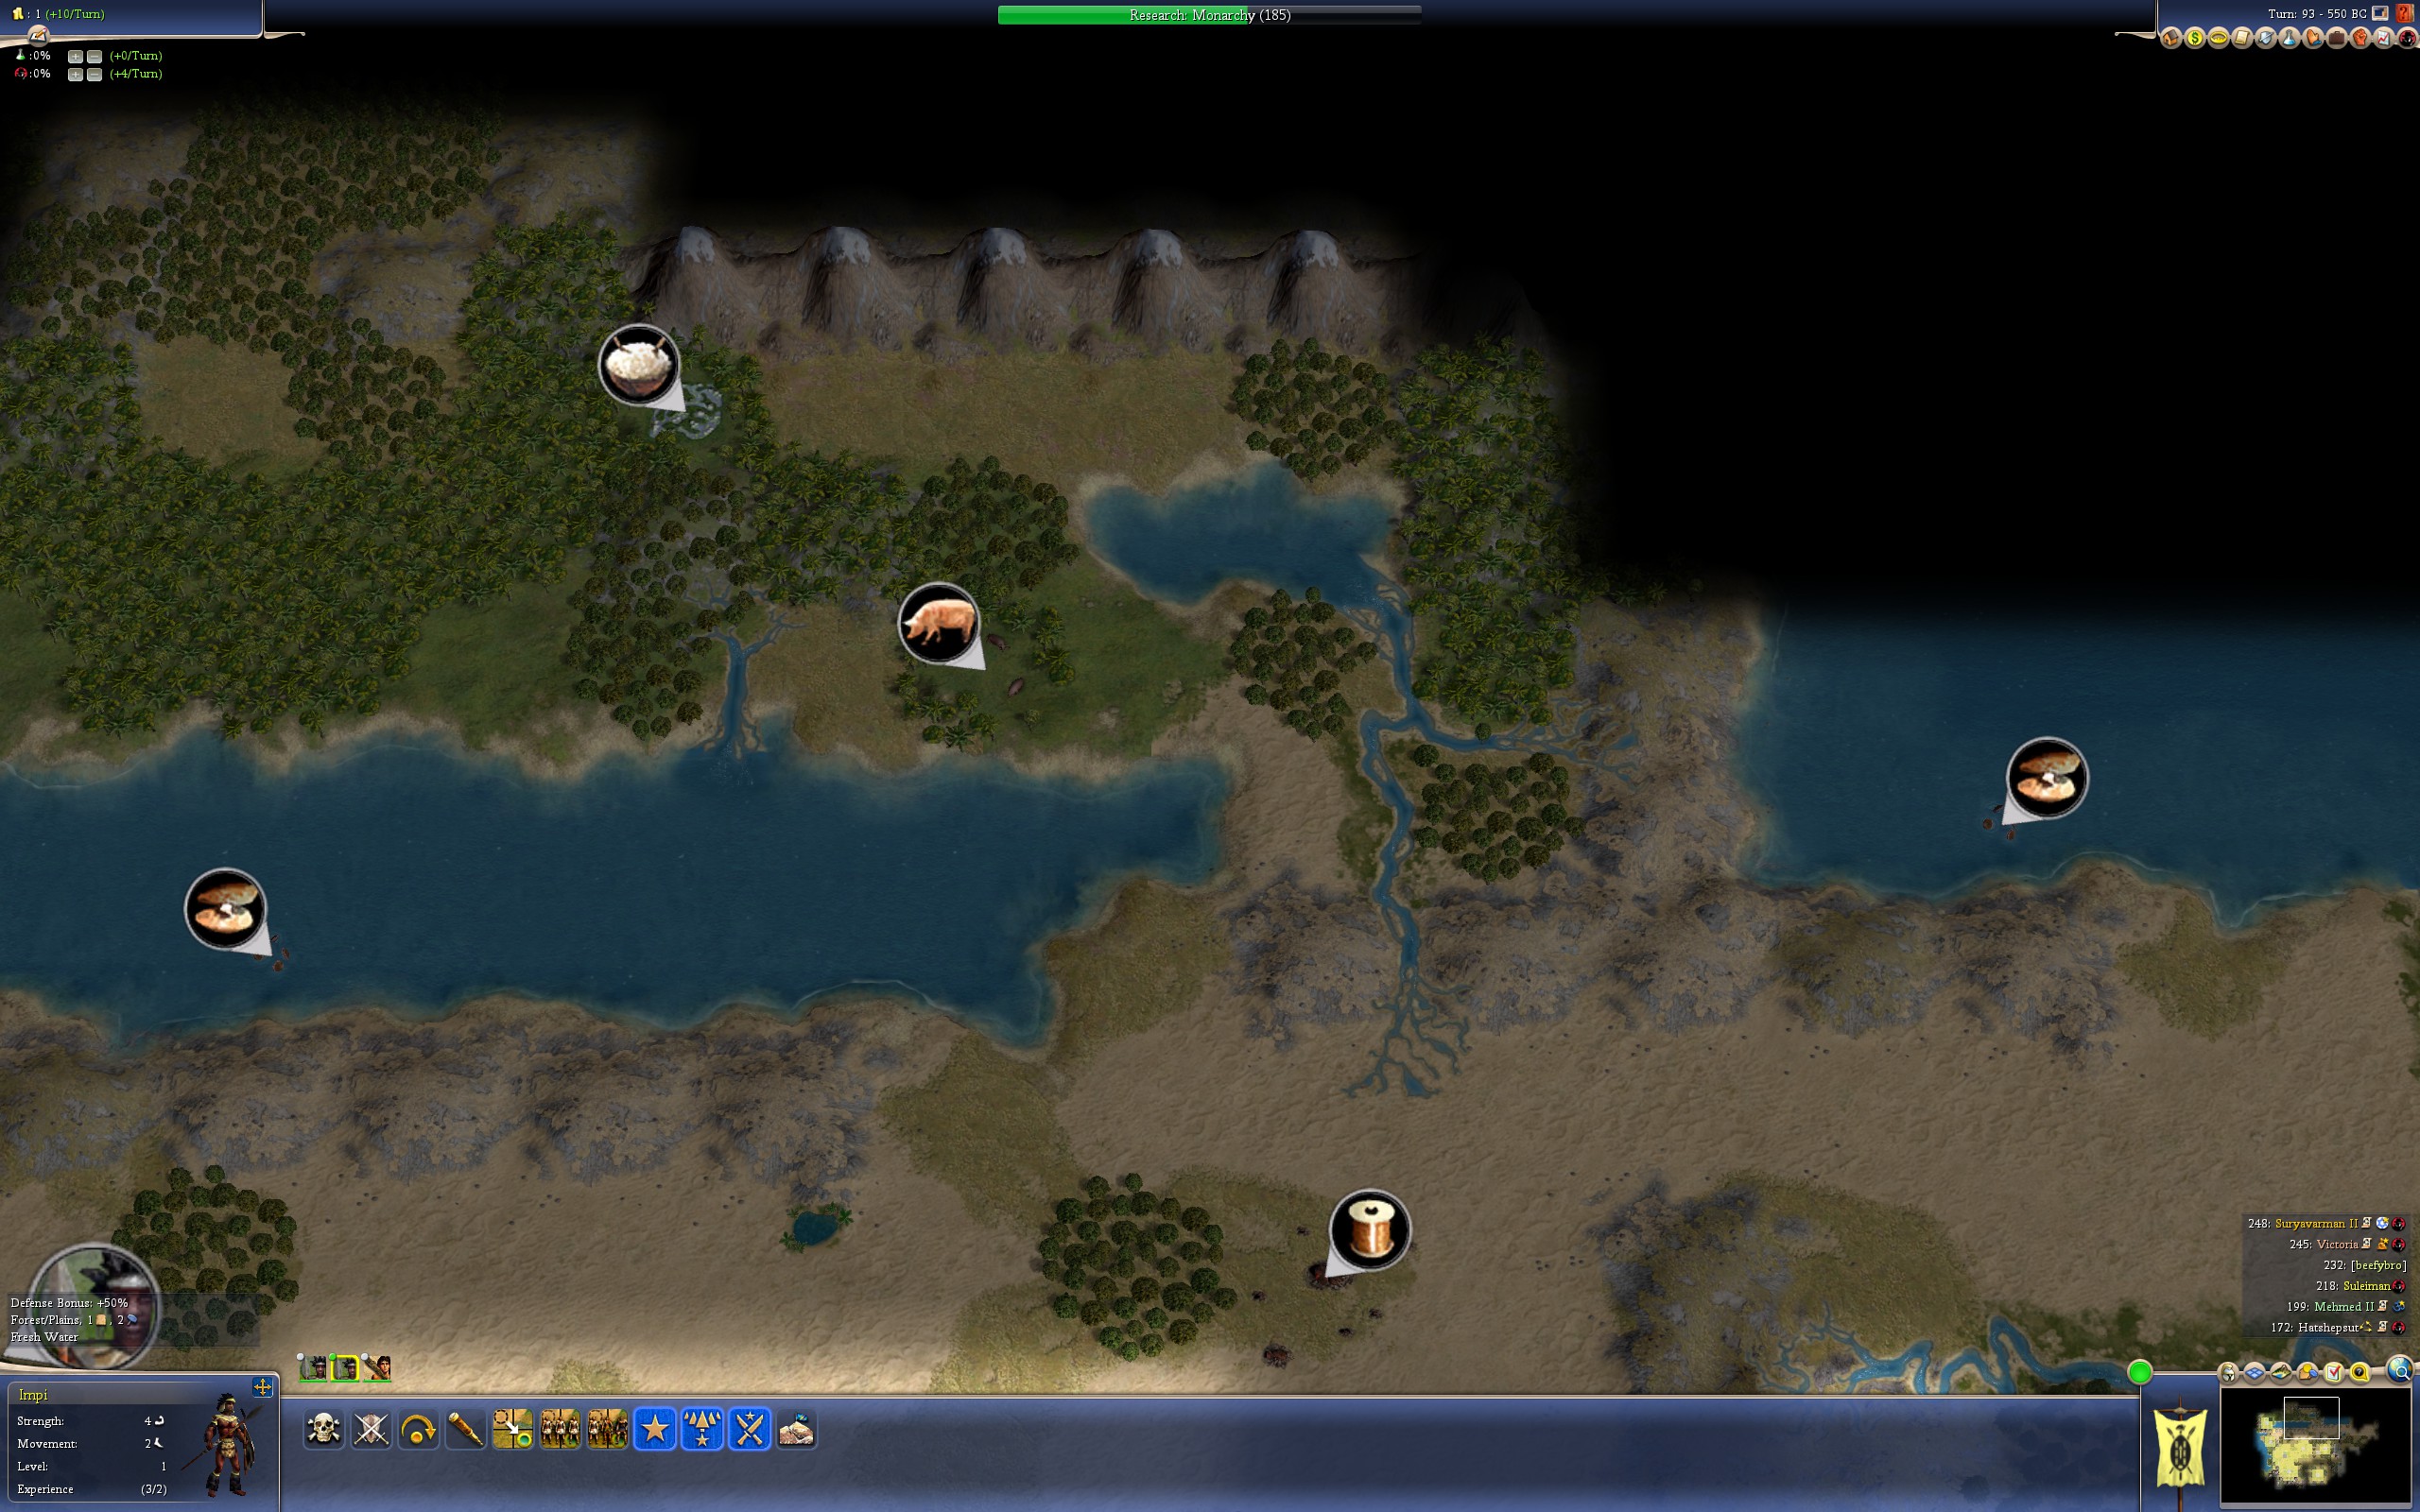 : 1 (+10/Turn)
Research: Monarchy (185)
Turn: 93 - 550 BC
:0% (+0/Turn)
:0% (+4/Turn)
248: Suryavarman II
245: Victoria
232: [beefybro]
218: Suleiman
199: Mehmed II
172: Hatshepsut
Defense Bonus: +50%
Forest/Plains, 1 , 2
Fresh Water
Impi
Strength: 4
Movement: 2
Level: 1
Experience (3/2)